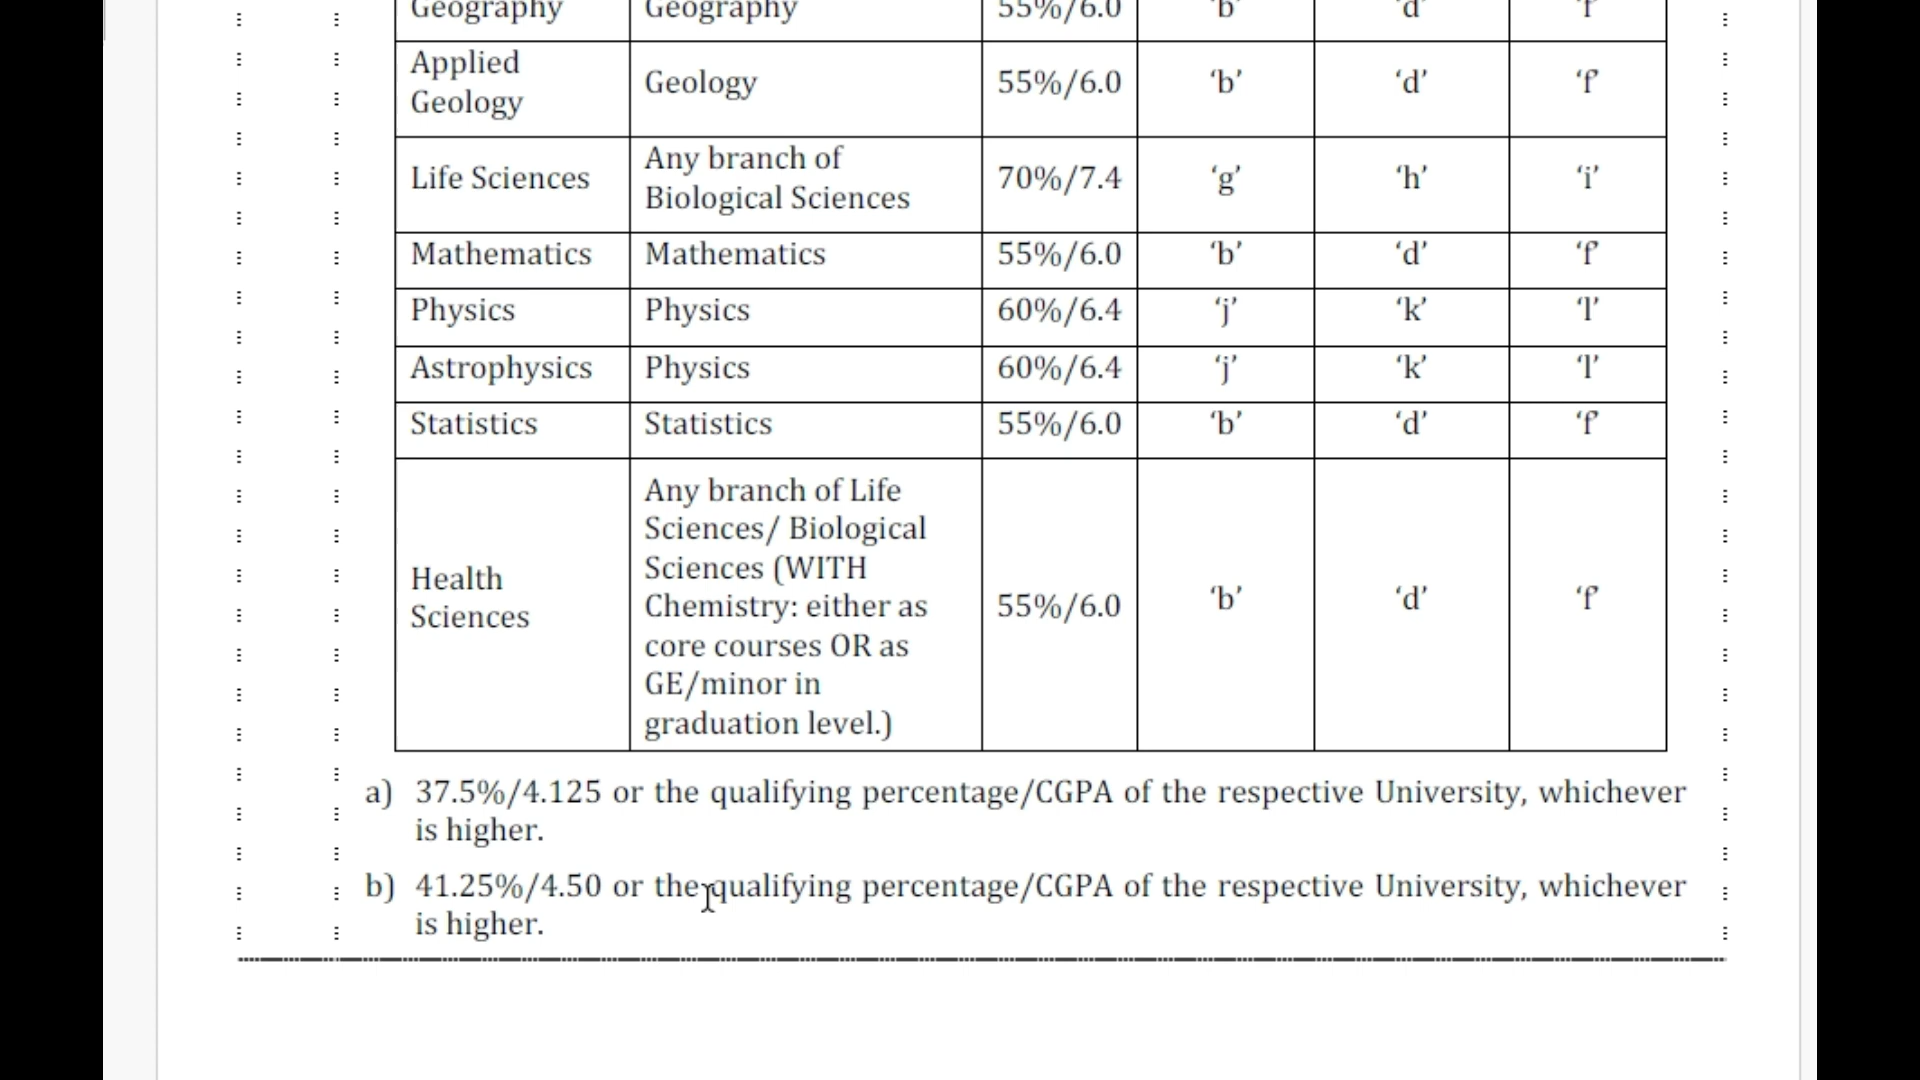 Geography Geography 55%/6.0 ‘b’ ‘d’ ‘f’
Applied
Geology
Geology 55%/6.0 ‘b’ ‘d’ ‘f’
Life Sciences
Any branch of
Biological Sciences
70%/7.4 ‘g’ ‘h’ ‘i’
Mathematics Mathematics 55%/6.0 ‘b’ ‘d’ ‘f’
Physics Physics 60%/6.4 ‘j’ ‘k’ ‘l’
Astrophysics Physics 60%/6.4 ‘j’ ‘k’ ‘l’
Statistics Statistics 55%/6.0 ‘b’ ‘d’ ‘f’
Health
Sciences
Any branch of Life
Sciences/ Biological
Sciences (WITH
Chemistry: either as
core courses OR as
GE/minor in
graduation level.)
55%/6.0 ‘b’ ‘d’ ‘f’
a) 37.5%/4.125 or the qualifying percentage/CGPA of the respective University, whichever
is higher.
b) 41.25%/4.50 or the qualifying percentage/CGPA of the respective University, whichever
is higher.